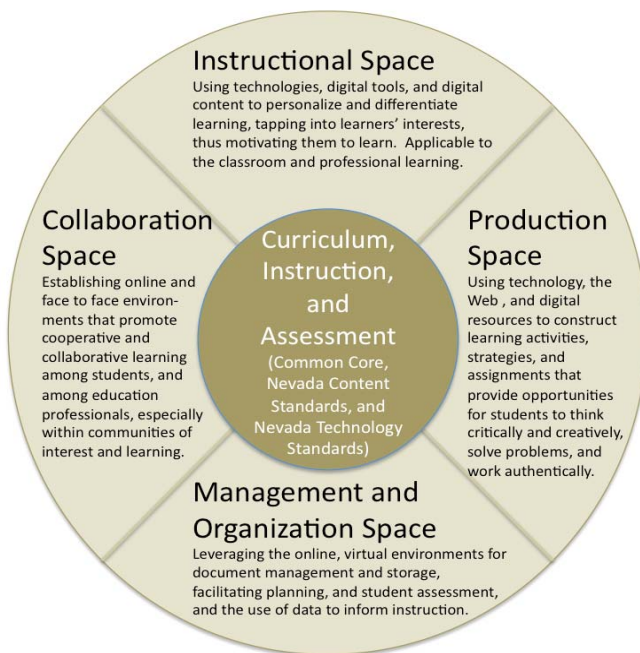 Instructional Space
Using technologies, digital tools, and digital
content to personalize and differentiate
learning, tapping into learners' interests,
thus motivating them to learn. Applicable to
the classroom and professional learning.
Collaboration
Space
Establishing online and
face to face environ-
ments that promote
cooperative and
collaborative learning
among students, and
among education
professionals, especially
within communities of
interest and learning.
Curriculum,
Instruction,
and
Assessment
(Common Core,
Nevada Content
Standards, and
Nevada Technology
Standards)
Production
Space
Using technology, the
Web , and digital
resources to construct
learning activities,
strategies, and
assignments that
provide opportunities
for students to think
critically and creatively,
solve problems, and
work authentically.
Management and
Organization Space
Leveraging the online, virtual environments for
document management and storage,
facilitating planning, and student assessment,
and the use of data to inform instruction.